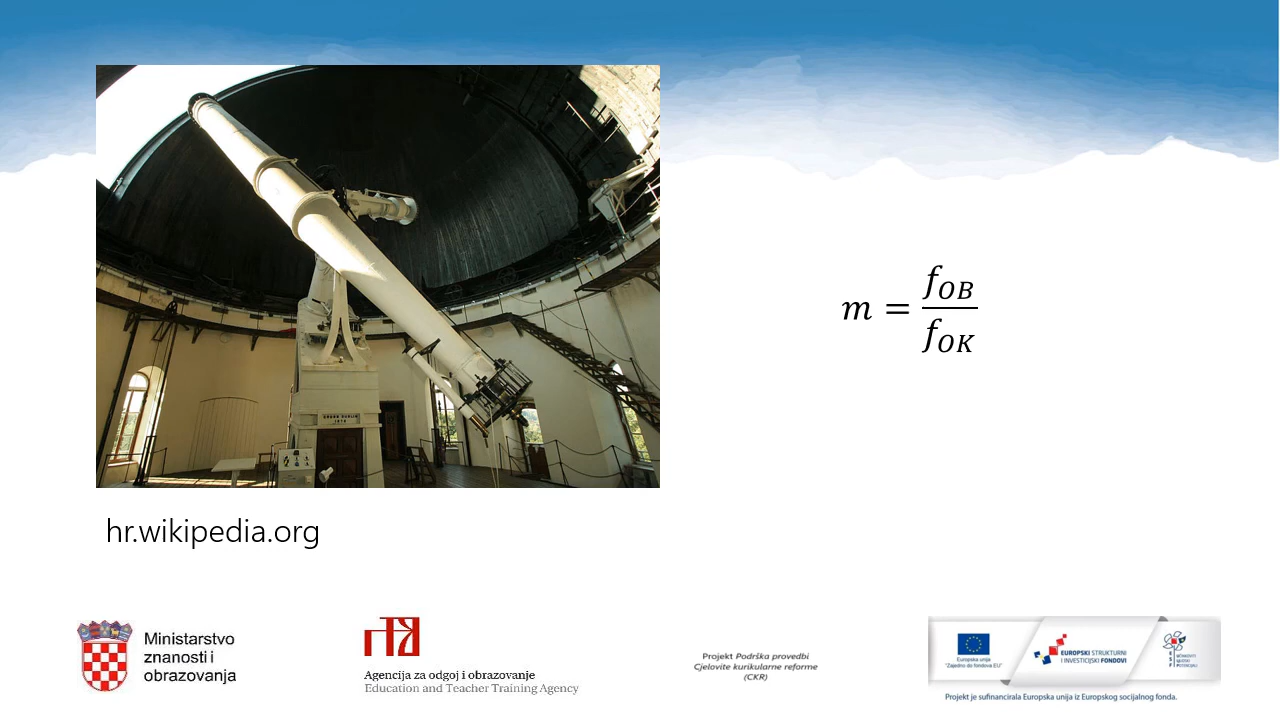 m = f_OB / f_OK
hr.wikipedia.org
Ministarstvo
znanosti i
obrazovanja
Agencija za odgoj i obrazovanje
Education and Teacher Training Agency
Projekt Podrška provedbi
Cjelovite kurikularne reforme
(CKR)
Europska unija
"Zajedno do fondova EU"
EUROPSKI STRUKTURNI
I INVESTICIJSKI FONDOVI
Projekt je sufinancirala Europska unija iz Europskog socijalnog fonda.